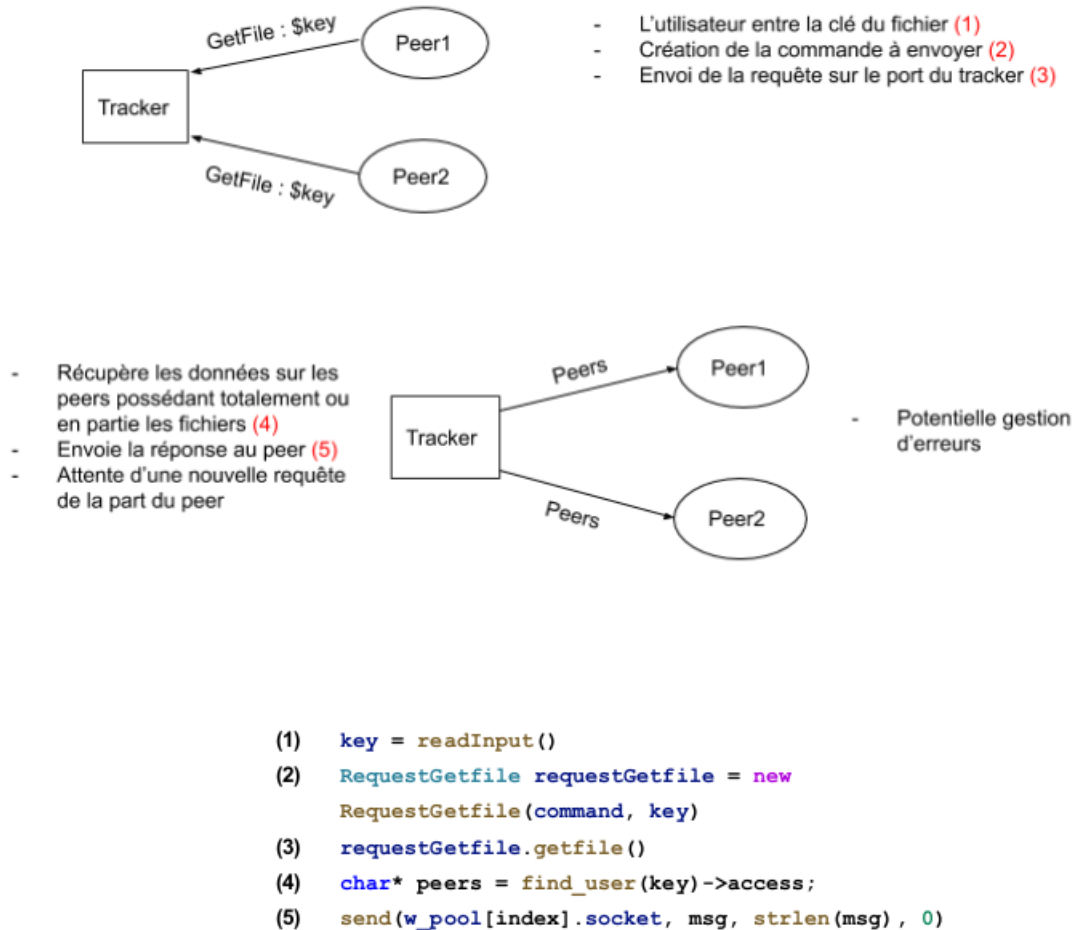 GetFile : $key
Peer1
Tracker
GetFile : $key
Peer2
- L'utilisateur entre la clé du fichier (1)
- Création de la commande à envoyer (2)
- Envoi de la requête sur le port du tracker (3)
- Récupère les données sur les
peers possédant totalement ou
en partie les fichiers (4)
- Envoie la réponse au peer (5)
- Attente d'une nouvelle requête
de la part du peer
Peers
Peer1
Tracker
Peers
Peer2
- Potentielle gestion
d'erreurs
(1) key = readInput()
(2) RequestGetfile requestGetfile = new
RequestGetfile(command, key)
(3) requestGetfile.getfile()
(4) char* peers = find_user(key)->access;
(5) send(w_pool[index].socket, msg, strlen(msg), 0)